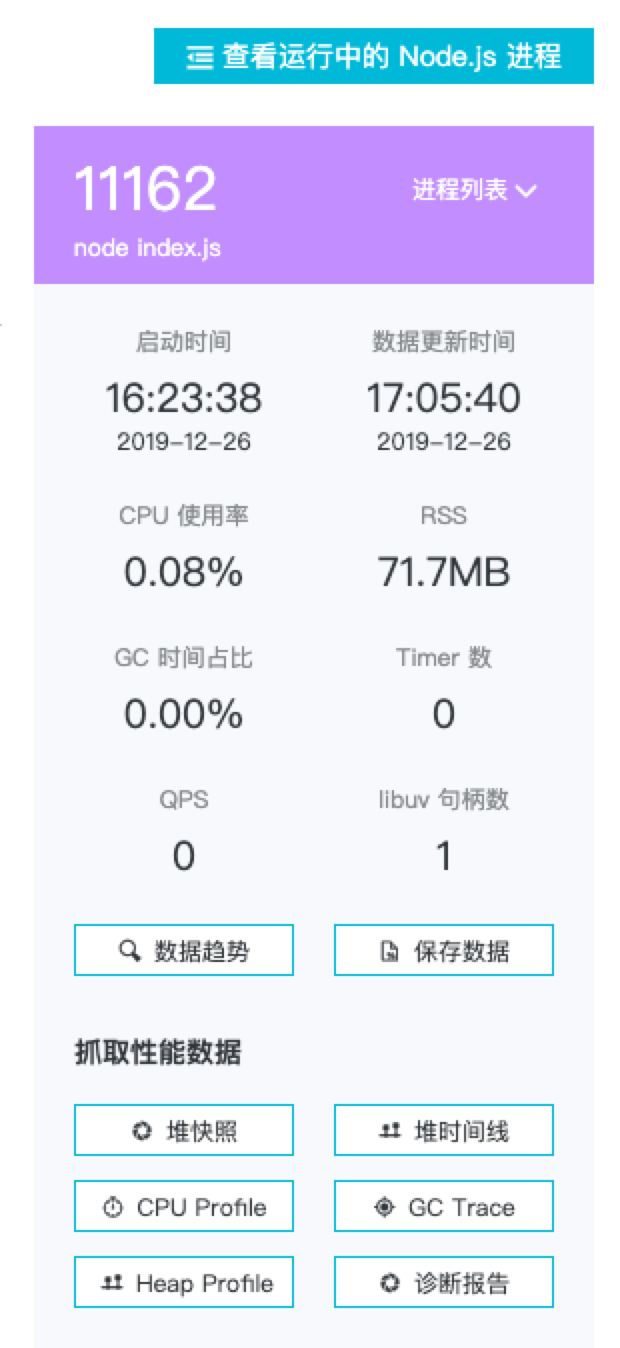 查看运行中的 Node.js 进程
11162
进程列表
node index.js
启动时间 数据更新时间
16:23:38 17:05:40
2019-12-26 2019-12-26
CPU 使用率 RSS
0.08% 71.7MB
GC 时间占比 Timer 数
0.00% 0
QPS libuv 句柄数
0 1
数据趋势 保存数据
抓取性能数据
堆快照 堆时间线
CPU Profile GC Trace
Heap Profile 诊断报告